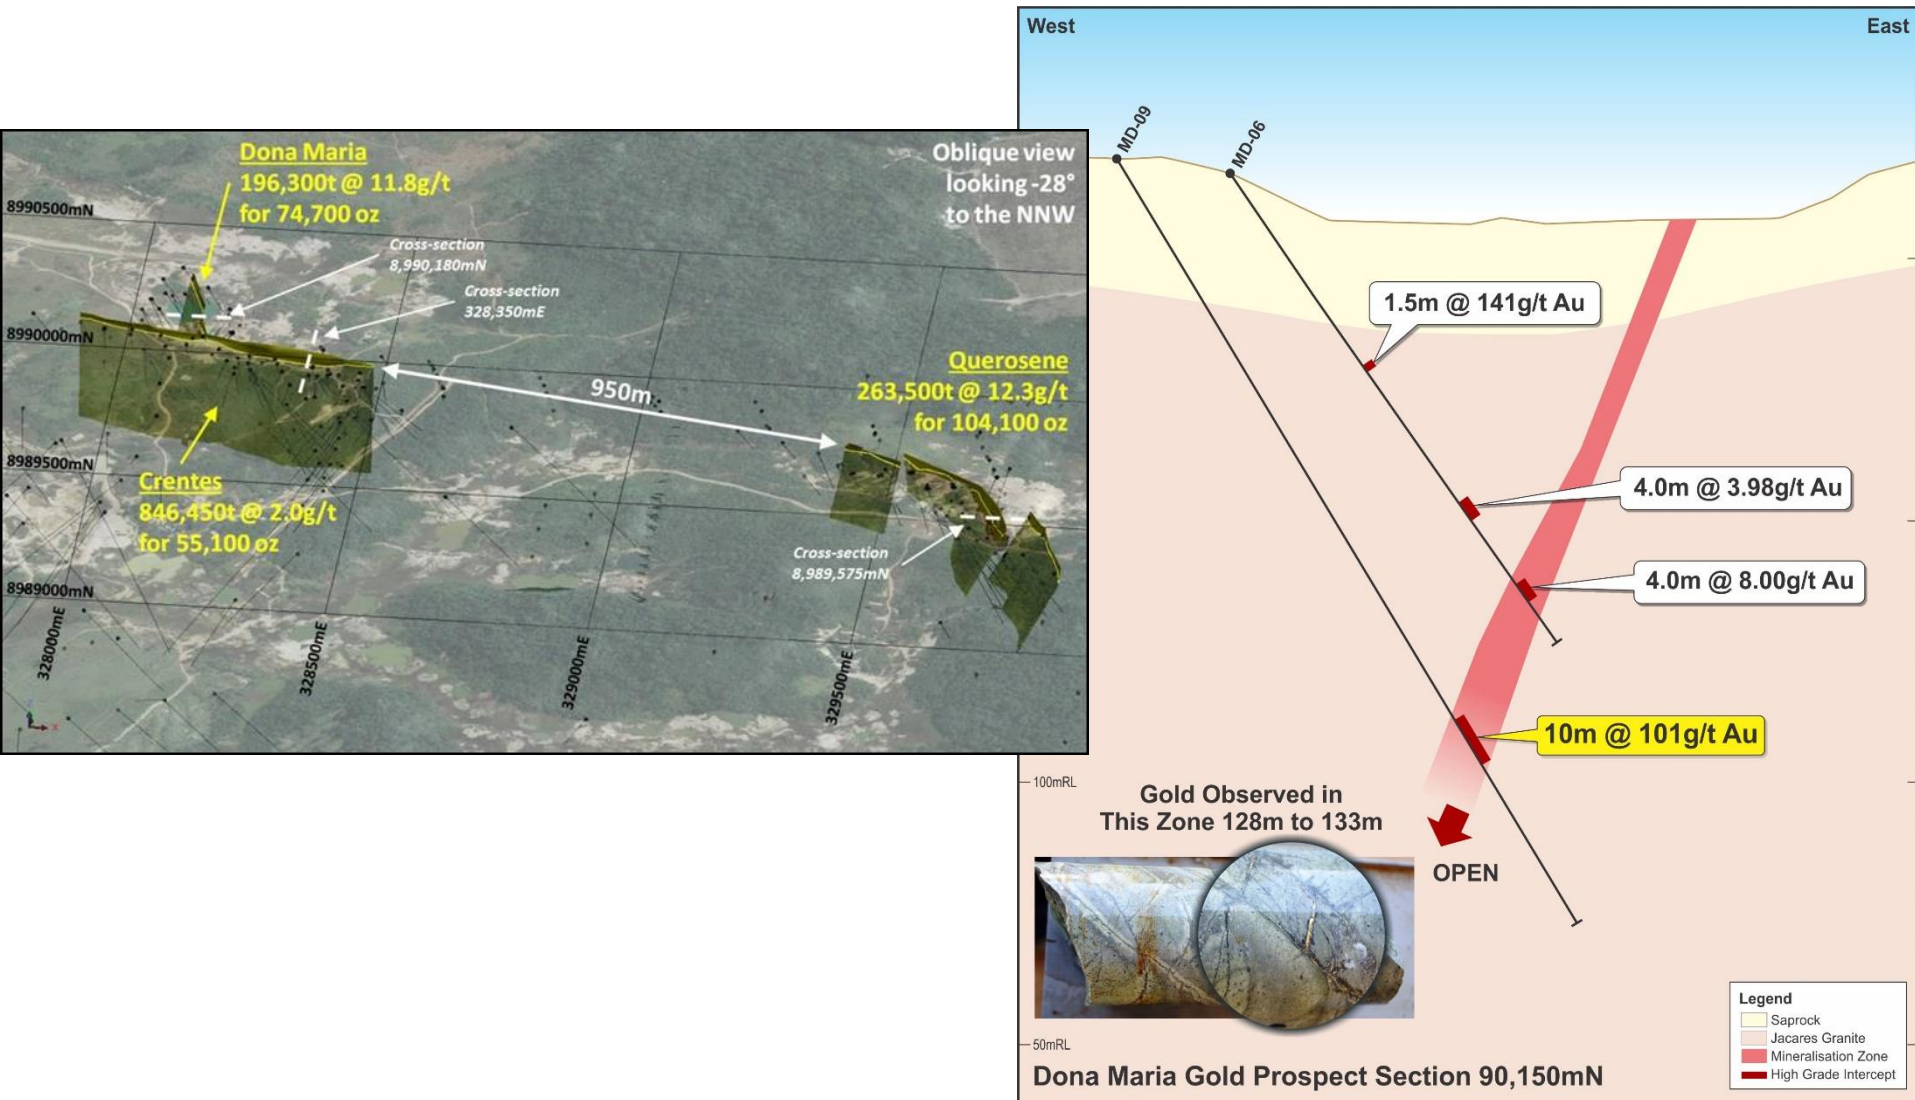 Dona Maria
196,300t @ 11.8g/t
for 74,700 oz
Oblique view
looking -28°
to the NNW
8990500mN
Cross-section
8,990,180mN
Cross-section
328,350mE
8990000mN
950m
Querosene
263,500t @ 12.3g/t
for 104,100 oz
8989500mN
Crentes
846,450t @ 2.0g/t
for 55,100 oz
Cross-section
8,989,575mN
8989000mN
328000mE
328500mE
329000mE
329500mE
West
East
MD-09
MD-06
1.5m @ 141g/t Au
4.0m @ 3.98g/t Au
4.0m @ 8.00g/t Au
10m @ 101g/t Au
100mRL
Gold Observed in
This Zone 128m to 133m
OPEN
50mRL
Legend
Saprock
Jacares Granite
Mineralisation Zone
High Grade Intercept
Dona Maria Gold Prospect Section 90,150mN